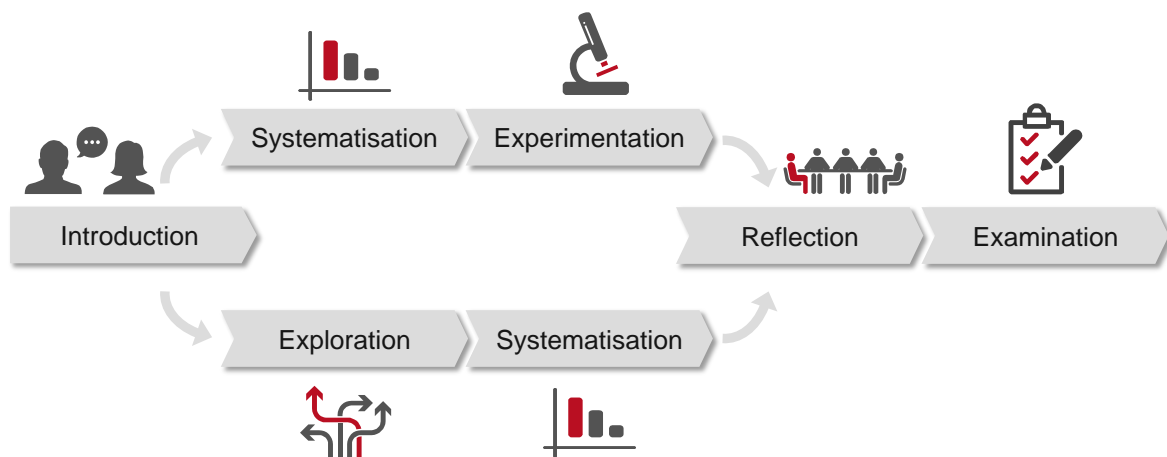 Systematisation
Experimentation
Introduction
Reflection
Examination
Exploration
Systematisation